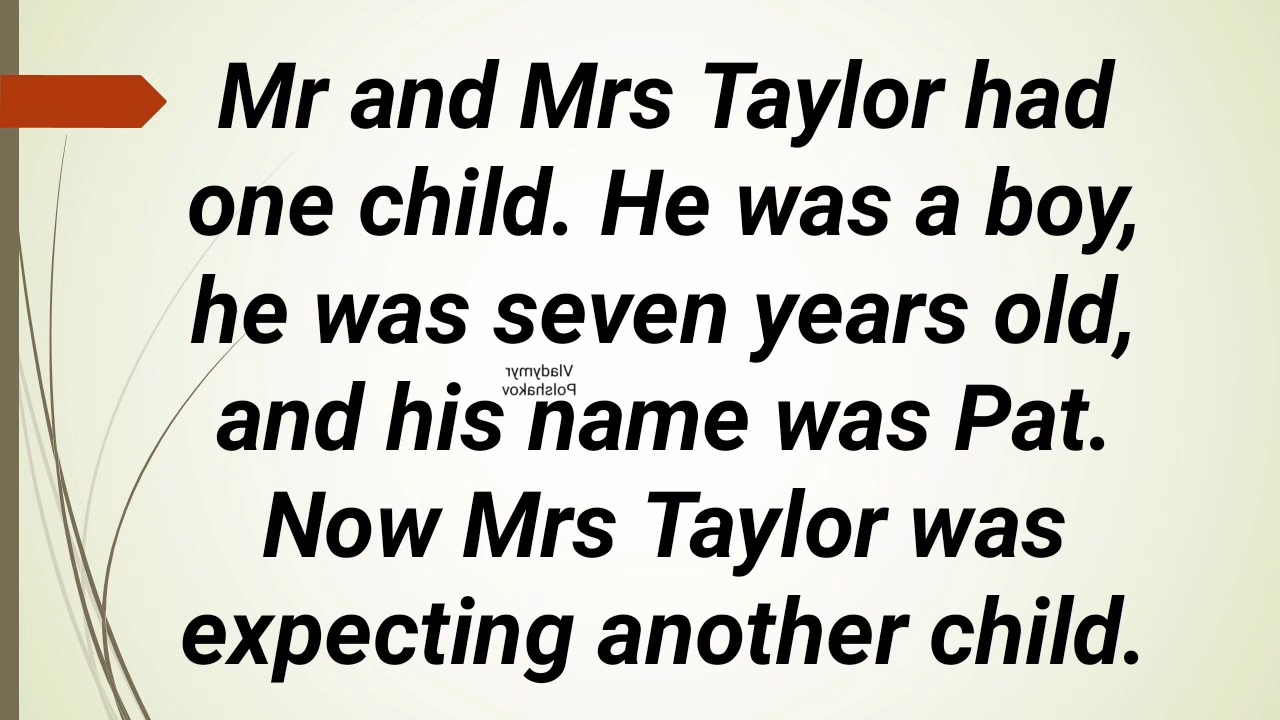 Mr and Mrs Taylor had
one child. He was a boy,
he was seven years old,
Vladymyr
Polshakov
and his name was Pat.
Now Mrs Taylor was
expecting another child.